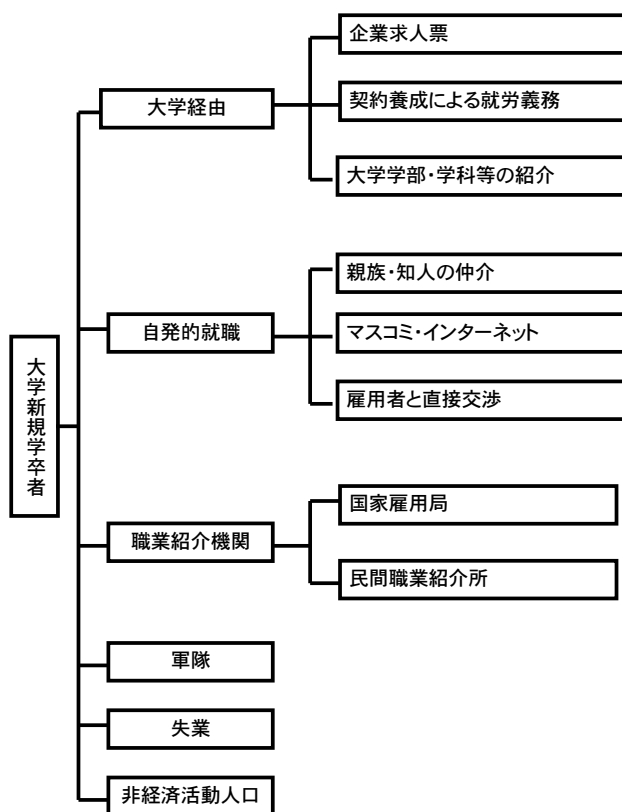 大学新規学卒者
大学経由
企業求人票
契約養成による就労義務
大学学部・学科等の紹介
自発的就職
親族・知人の仲介
マスコミ・インターネット
雇用者と直接交渉
職業紹介機関
国家雇用局
民間職業紹介所
軍隊
失業
非経済活動人口